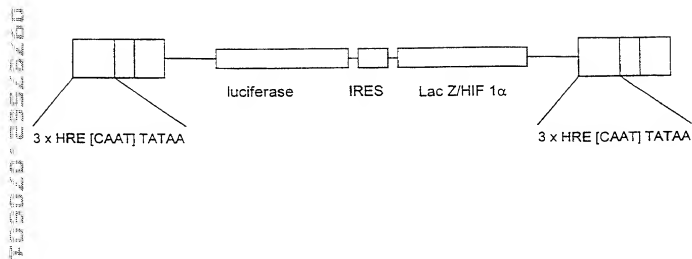 luciferase IRES Lac Z/HIF 1α
3 x HRE [CAAT] TATAA 3 x HRE [CAAT] TATAA